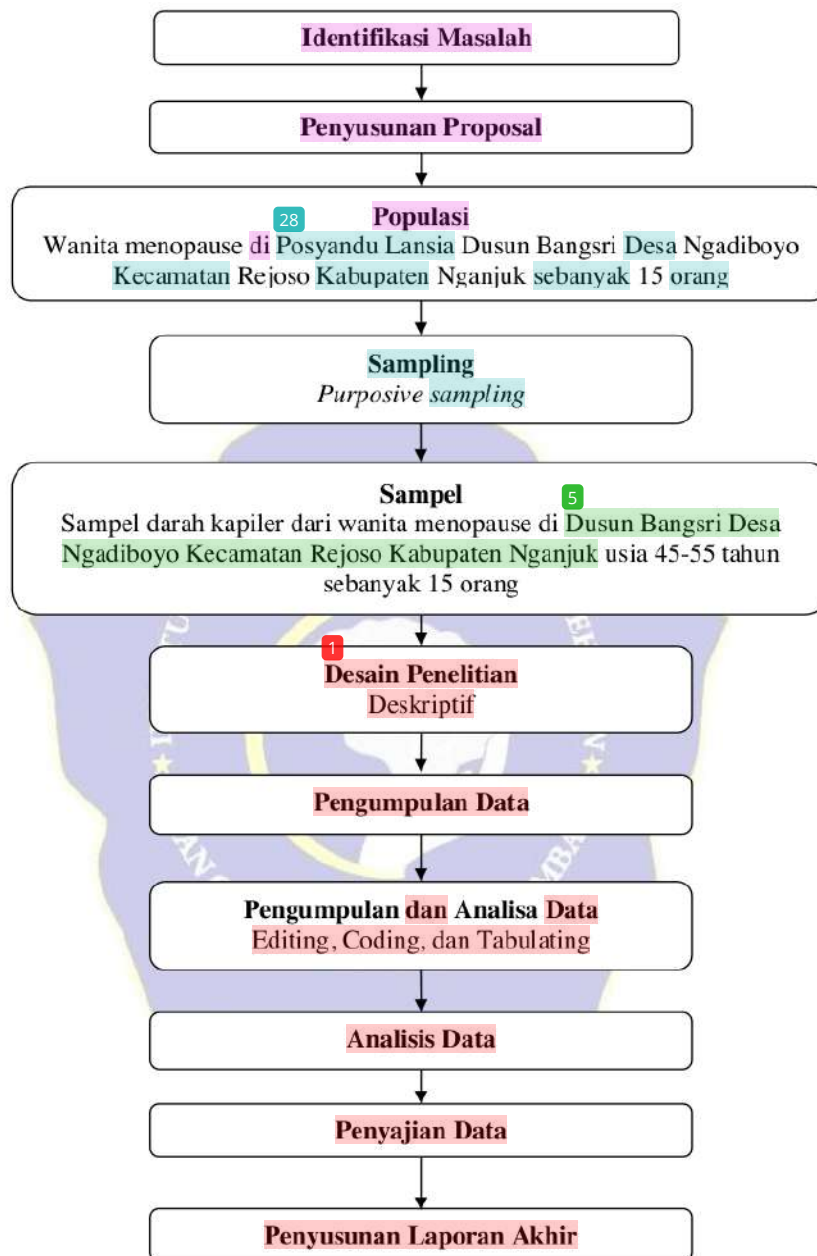 Identifikasi Masalah
Penyusunan Proposal
28
Populasi
Wanita menopause di Posyandu Lansia Dusun Bangsri Desa Ngadiboyo
Kecamatan Rejoso Kabupaten Nganjuk sebanyak 15 orang
Sampling
Purposive sampling
Sampel
5
Sampel darah kapiler dari wanita menopause di Dusun Bangsri Desa
Ngadiboyo Kecamatan Rejoso Kabupaten Nganjuk usia 45-55 tahun
sebanyak 15 orang
1
Desain Penelitian
Deskriptif
Pengumpulan Data
Pengumpulan dan Analisa Data
Editing, Coding, dan Tabulating
Analisis Data
Penyajian Data
Penyusunan Laporan Akhir